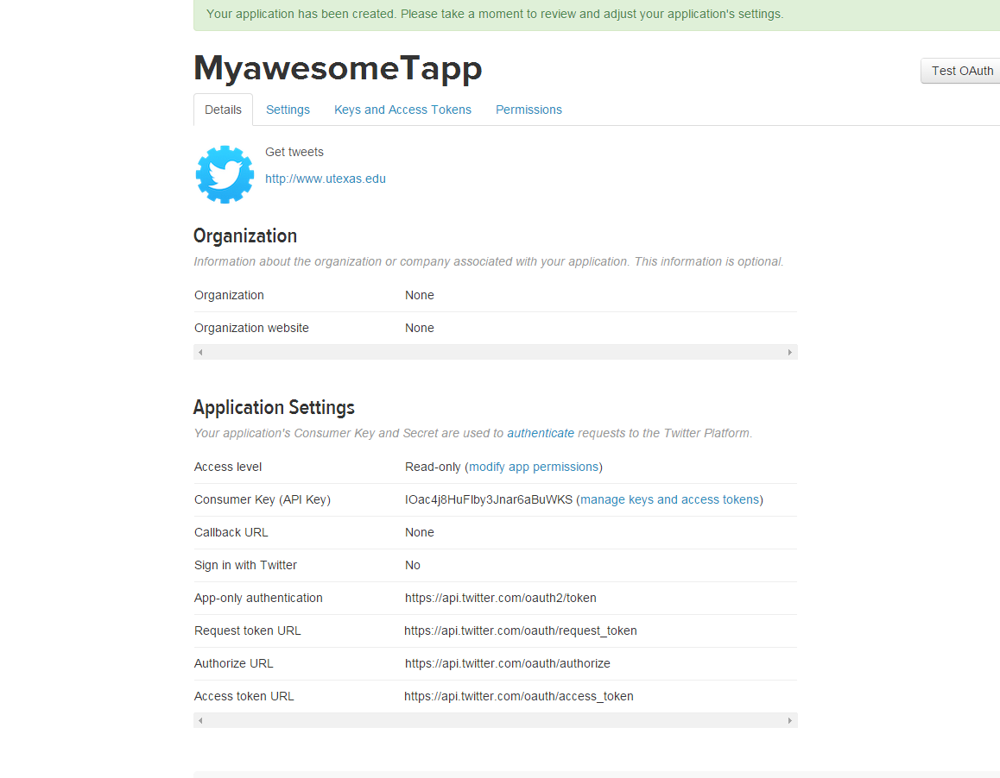 Your application has been created. Please take a moment to review and adjust your application's settings.
MyawesomeTapp
Test OAuth
Details Settings Keys and Access Tokens Permissions
Get tweets
http://www.utexas.edu
Organization
Information about the organization or company associated with your application. This information is optional.
Organization None
Organization website None
Application Settings
Your application's Consumer Key and Secret are used to authenticate requests to the Twitter Platform.
Access level Read-only (modify app permissions)
Consumer Key (API Key) IOac4j8HuFIby3Jnar6aBuWKS (manage keys and access tokens)
Callback URL None
Sign in with Twitter No
App-only authentication https://api.twitter.com/oauth2/token
Request token URL https://api.twitter.com/oauth/request_token
Authorize URL https://api.twitter.com/oauth/authorize
Access token URL https://api.twitter.com/oauth/access_token